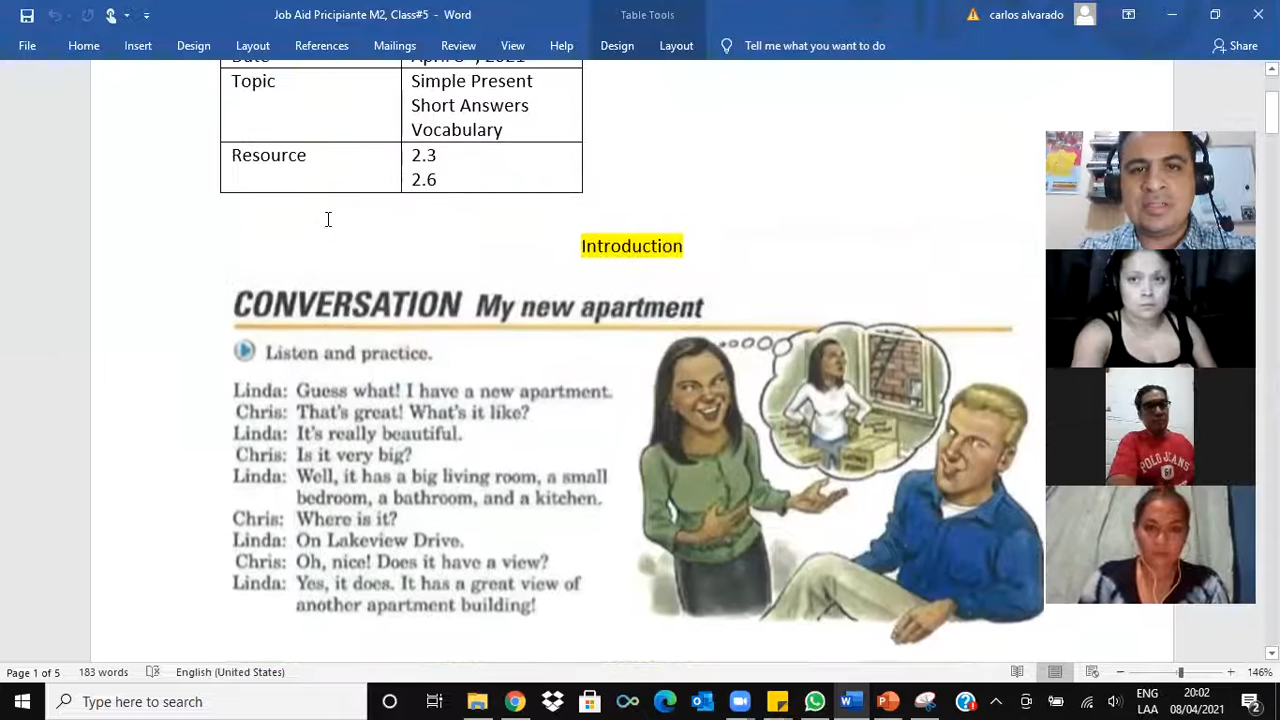 Job Aid Pricipiante M2, Class#5 - Word
Table Tools
carlos alvarado
File Home Insert Design Layout References Mailings Review View Help Design Layout Tell me what you want to do Share
Topic Simple Present
Short Answers
Vocabulary
Resource 2.3
2.6
Introduction
CONVERSATION My new apartment
Listen and practice.
Linda: Guess what! I have a new apartment.
Chris: That's great! What's it like?
Linda: It's really beautiful.
Chris: Is it very big?
Linda: Well, it has a big living room, a small
bedroom, a bathroom, and a kitchen.
Chris: Where is it?
Linda: On Lakeview Drive.
Chris: Oh, nice! Does it have a view?
Linda: Yes, it does. It has a great view of
another apartment building!
POLO JEANS
Page 1 of 5 183 words English (United States) 146%
Type here to search
ENG 20:02
LAA 08/04/2021
2